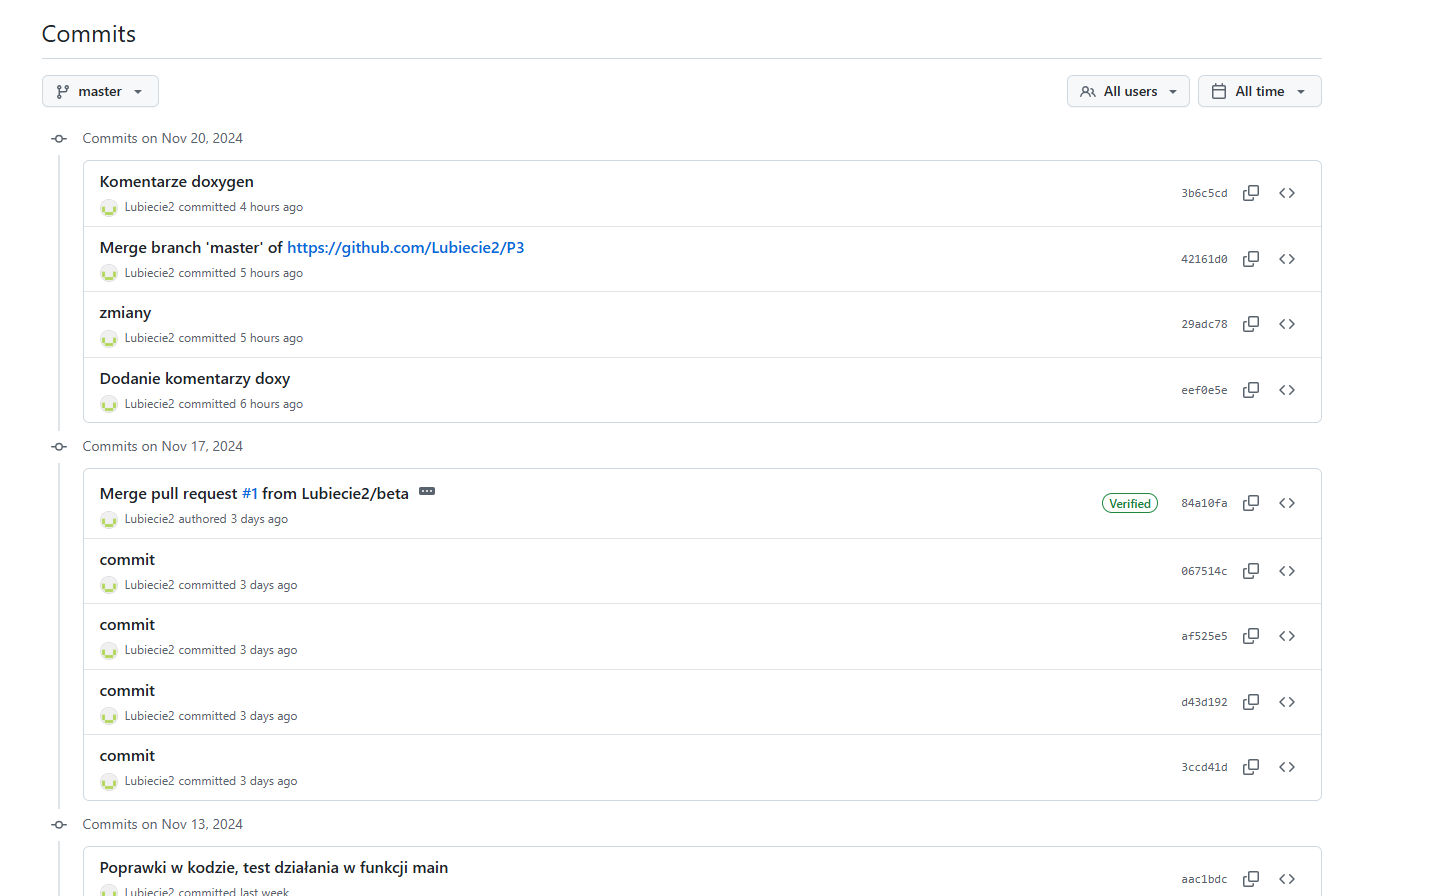 Commits
master
All users
All time
Commits on Nov 20, 2024
Komentarze doxygen
Lubiecie2 committed 4 hours ago
3b6c5cd
Merge branch 'master' of https://github.com/Lubiecie2/P3
Lubiecie2 committed 5 hours ago
42161d0
zmiany
Lubiecie2 committed 5 hours ago
29adc78
Dodanie komentarzy doxy
Lubiecie2 committed 6 hours ago
eef0e5e
Commits on Nov 17, 2024
Merge pull request #1 from Lubiecie2/beta
Lubiecie2 authored 3 days ago
Verified
84a10fa
commit
Lubiecie2 committed 3 days ago
067514c
commit
Lubiecie2 committed 3 days ago
af525e5
commit
Lubiecie2 committed 3 days ago
d43d192
commit
Lubiecie2 committed 3 days ago
3ccd41d
Commits on Nov 13, 2024
Poprawki w kodzie, test działania w funkcji main
Lubiecie2 committed last week
aac1bdc